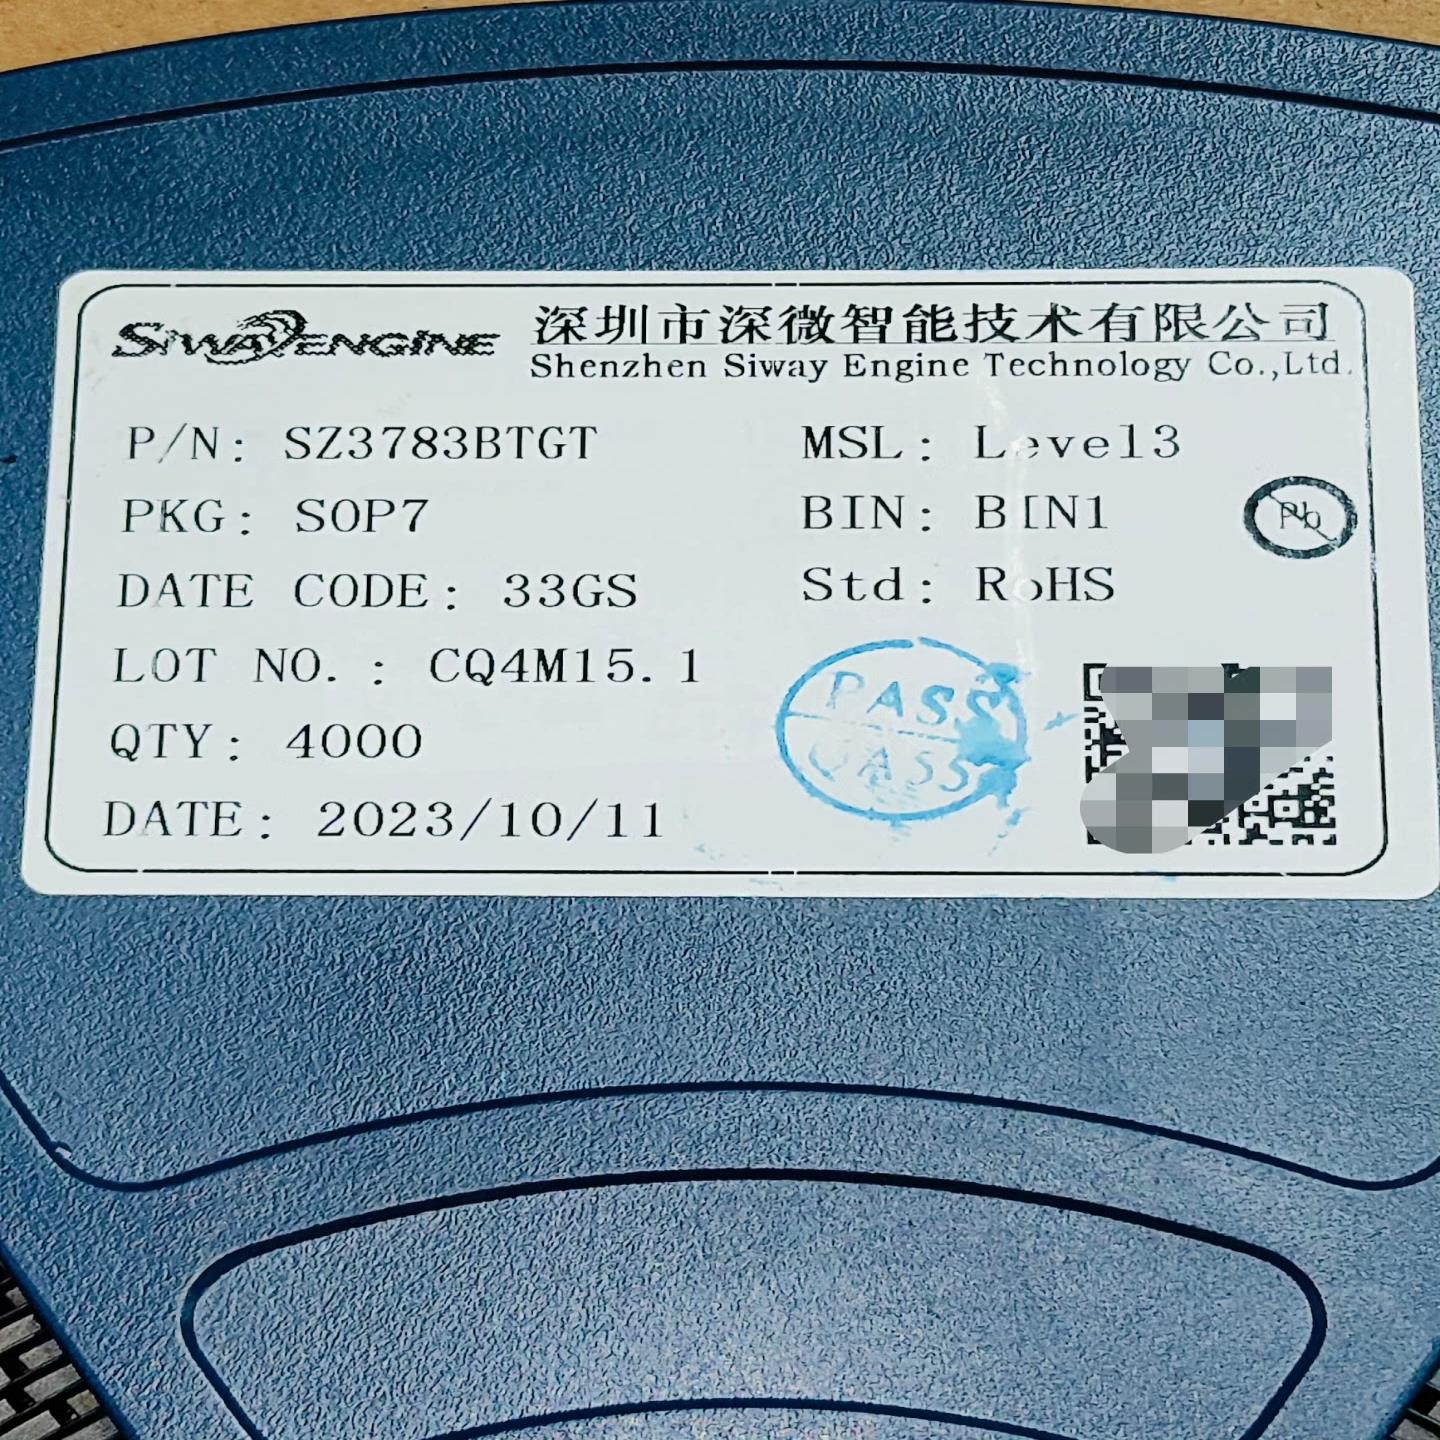 SIWAYENGINE 深圳市深微智能技术有限公司
Shenzhen Siway Engine Technology Co.,Ltd.
P/N: SZ3783BTGT MSL: Level3
PKG: SOP7 BIN: BIN1 Pb
DATE CODE: 33GS Std: RoHS
LOT NO. : CQ4M15.1
QTY: 4000
DATE: 2023/10/11
PASS
QASS